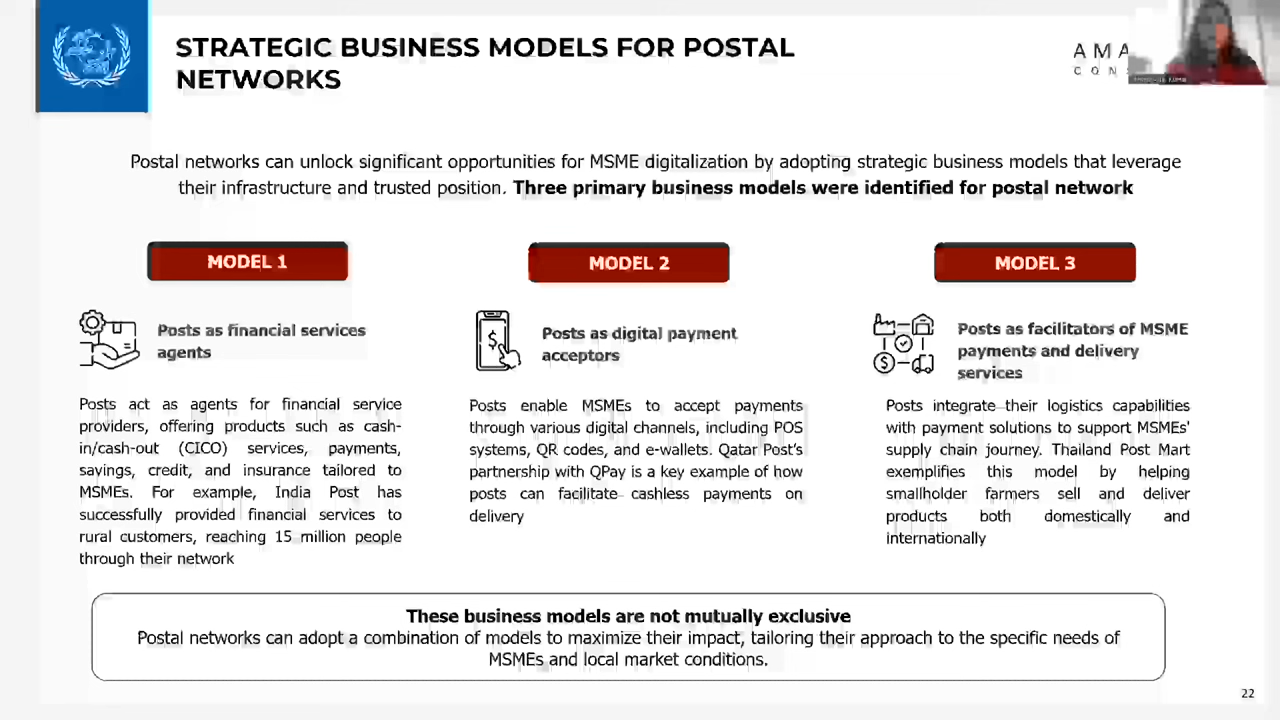 STRATEGIC BUSINESS MODELS FOR POSTAL
NETWORKS
AMA
CON
Postal networks can unlock significant opportunities for MSME digitalization by adopting strategic business models that leverage
their infrastructure and trusted position. Three primary business models were identified for postal network
MODEL 1
Posts as financial services
agents
Posts act as agents for financial service
providers, offering products such as cash-
in/cash-out (CICO) services, payments,
savings, credit, and insurance tailored to
MSMEs. For example, India Post has
successfully provided financial services to
rural customers, reaching 15 million people
through their network
MODEL 2
Posts as digital payment
acceptors
Posts enable MSMEs to accept payments
through various digital channels, including POS
systems, QR codes, and e-wallets. Qatar Post's
partnership with QPay is a key example of how
posts can facilitate cashless payments on
delivery
MODEL 3
Posts as facilitators of MSME
payments and delivery
services
Posts integrate their logistics capabilities
with payment solutions to support MSMEs'
supply chain journey. Thailand Post Mart
exemplifies this model by helping
smallholder farmers sell and deliver
products both domestically and
internationally
These business models are not mutually exclusive
Postal networks can adopt a combination of models to maximize their impact, tailoring their approach to the specific needs of
MSMEs and local market conditions.
22